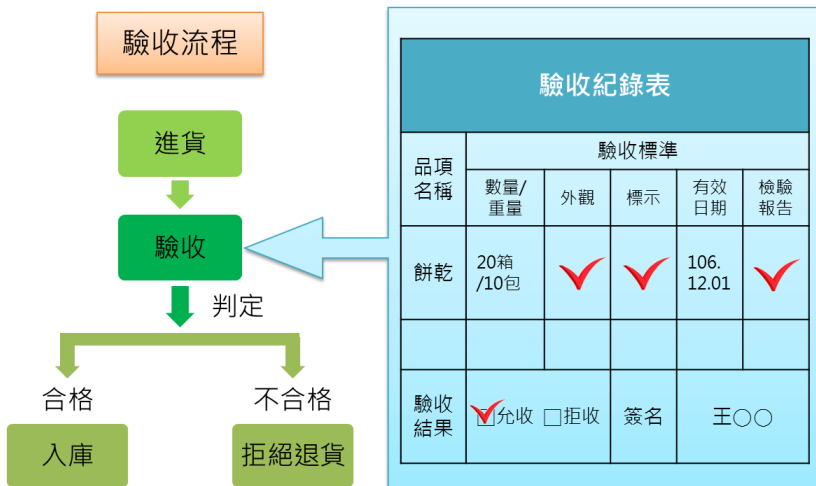 驗收流程
進貨
驗收
判定
合格
不合格
入庫
拒絕退貨
驗收紀錄表
品項
名稱
驗收標準
數量/
重量
外觀
標示
有效
日期
檢驗
報告
餅乾
20箱
/10包
106.
12.01
驗收
結果
□允收 □拒收
簽名
王○○